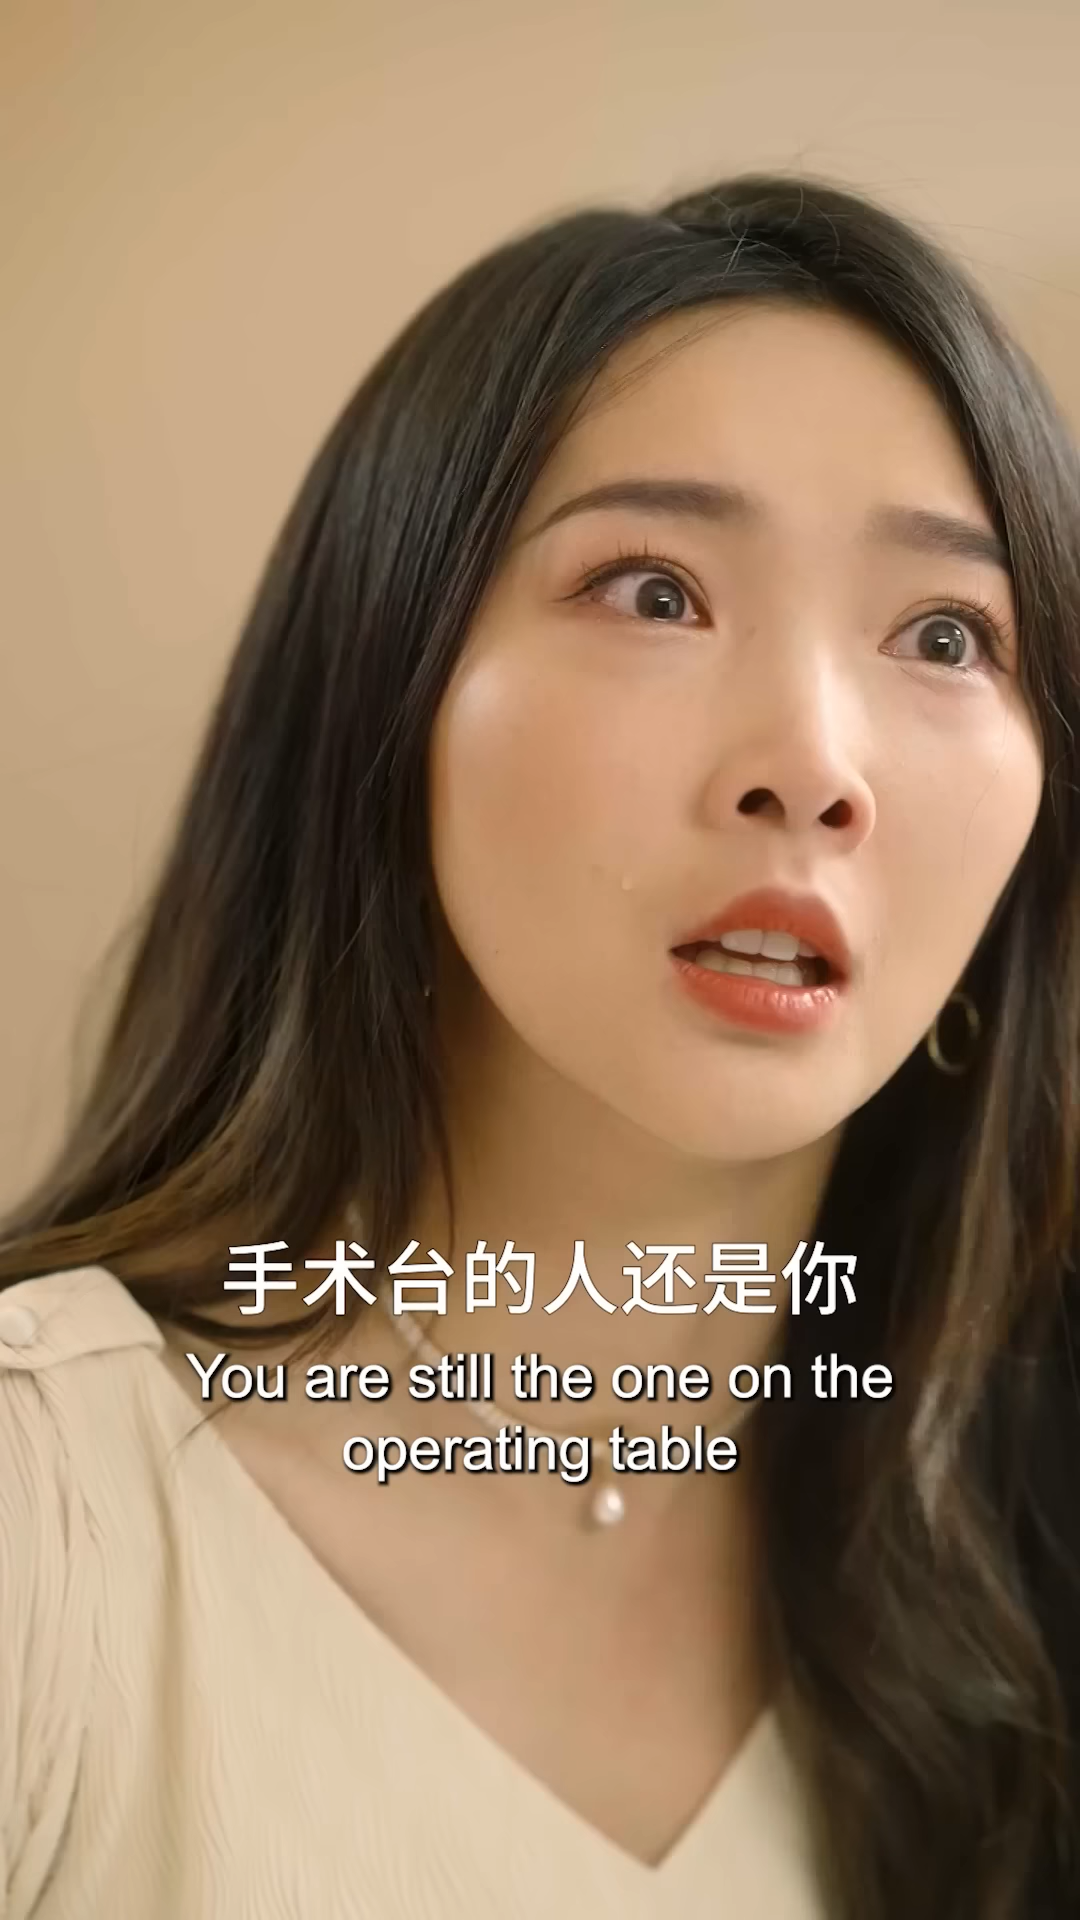 手术台的人还是你
You are still the one on the
operating table